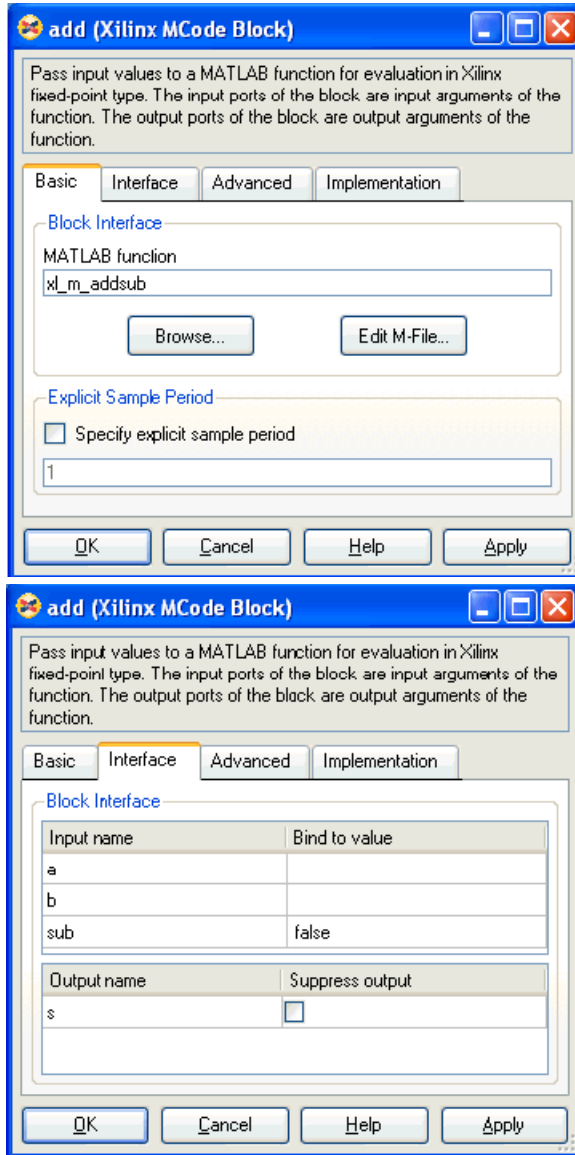 add (Xilinx MCode Block)
Pass input values to a MATLAB function for evaluation in Xilinx
fixed-point type. The input ports of the block are input arguments of the
function. The output ports of the block are output arguments of the
function.
Basic Interface Advanced Implementation
Block Interface
MATLAB function
xl_m_addsub
Browse... Edit M-File...
Explicit Sample Period
Specify explicit sample period
1
OK Cancel Help Apply
add (Xilinx MCode Block)
Pass input values to a MATLAB function for evaluation in Xilinx
fixed-point type. The input ports of the block are input arguments of the
function. The output ports of the block are output arguments of the
function.
Basic Interface Advanced Implementation
Block Interface
Input name Bind to value
a
b
sub false
Output name Suppress output
s
OK Cancel Help Apply